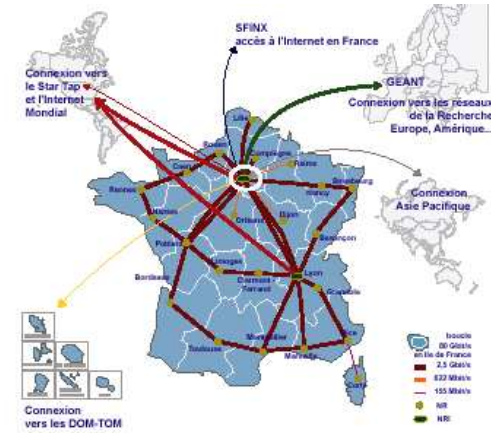 SFINX
accès à l'Internet en France
Connexion vers
le Star Tap
et l'Internet
Mondial
GEANT
Connexion vers les réseaux
de la Recherche
Europe, Amérique...
Lille
Rouen
Compiègne
Caen
Reims
Strasbourg
Nancy
Rennes
Connexion
Asie Pacifique
Nantes
Orléans
Dijon
Besançon
Poitiers
Limoges
Lyon
Clermont-
Ferrand
Bordeaux
Grenoble
Nice
Toulouse
Montpellier
Marseille
Corte
boucle
80 Gbit/s
en Ile de France
2,5 Gbit/s
622 Mbit/s
155 Mbit/s
NR
NRI
Connexion
vers les DOM-TOM